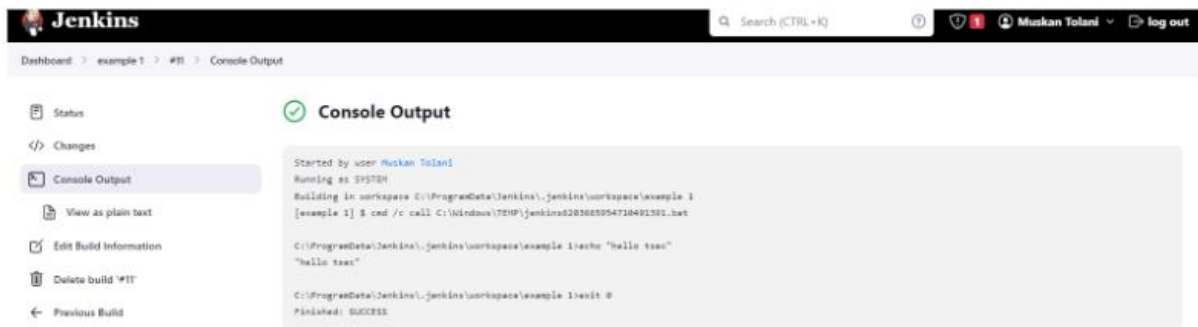 Jenkins
Search (CTRL+K)
1
Muskan Tolani
log out
Dashboard > example 1 > #11 > Console Output
Status
</> Changes
Console Output
View as plain text
Edit Build Information
Delete build '#11'
Previous Build
Console Output
Started by user Muskan Tolani
Running as SYSTEM
Building in workspace C:\ProgramData\Jenkins\.jenkins\workspace\example 1
[example 1] $ cmd /c call
C:\ProgramData\Jenkins\.jenkins\workspace\example 1>echo "hello tsec"
"hello tsec"
C:\ProgramData\Jenkins\.jenkins\workspace\example 1>exit 0
Finished: SUCCESS